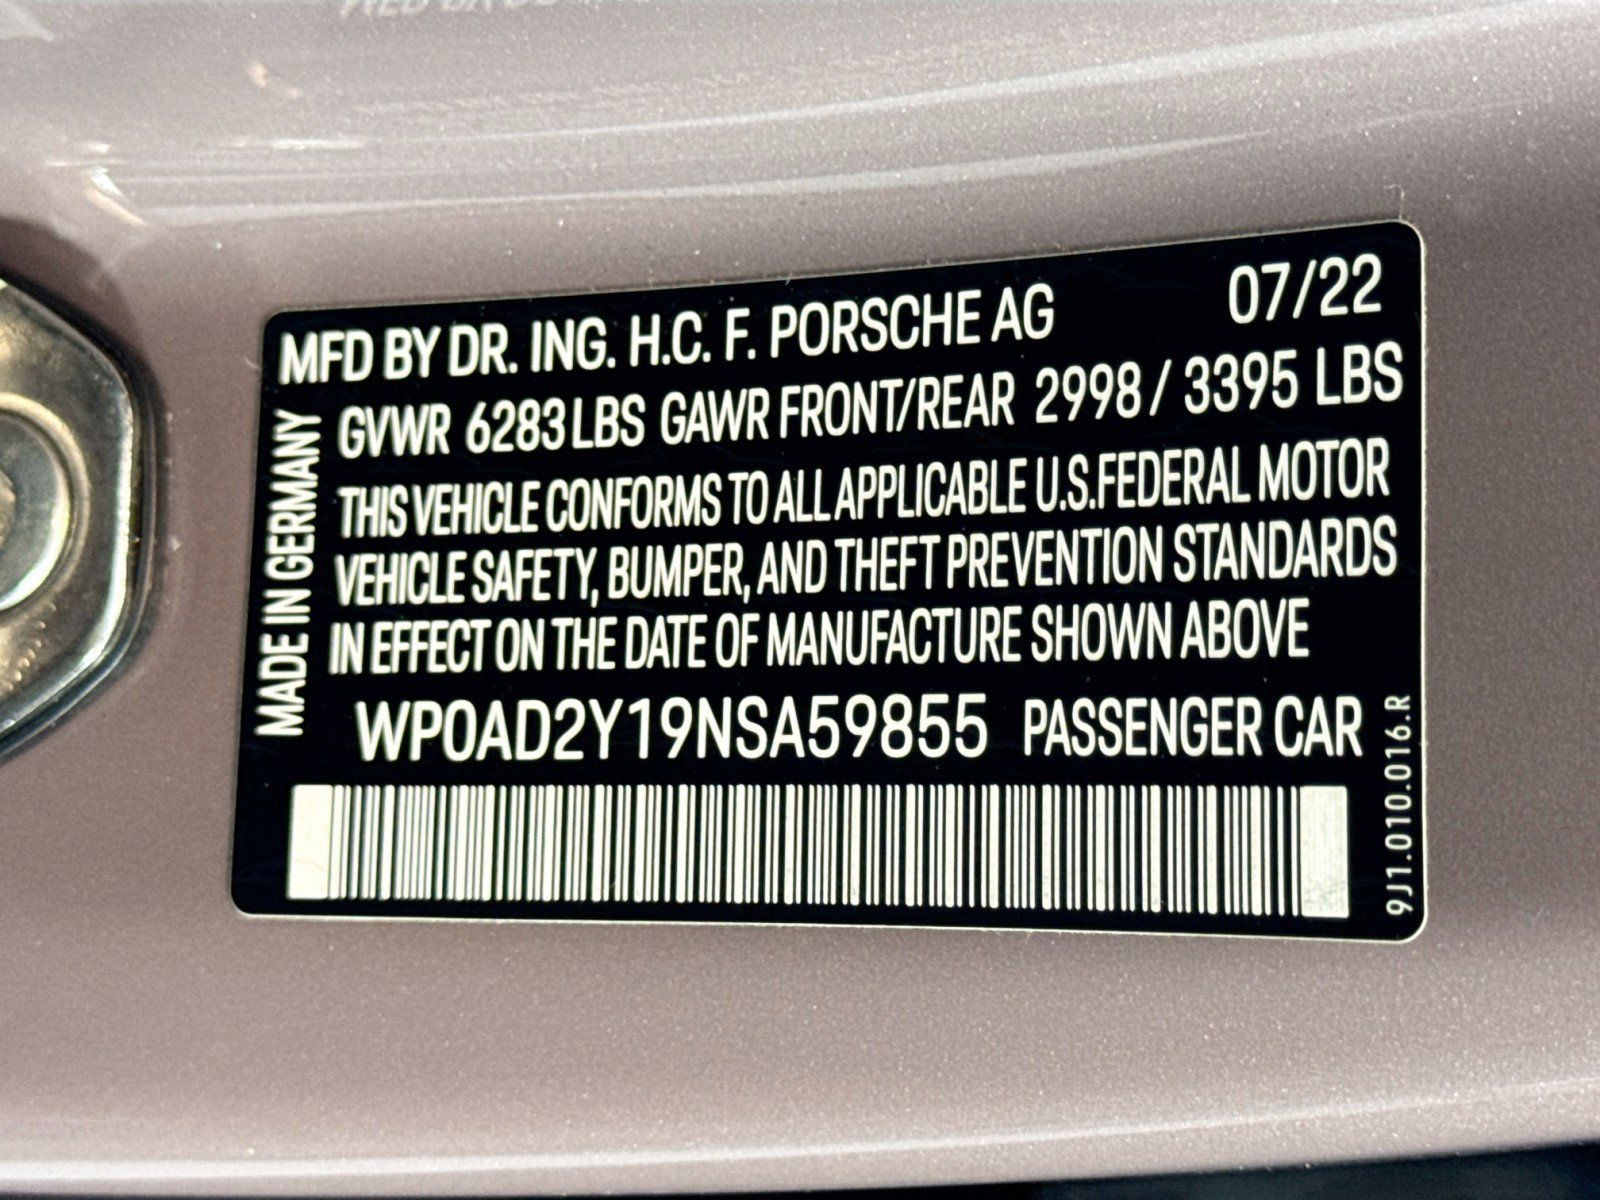 MFD BY DR. ING. H.C. F. PORSCHE AG 07/22
GVWR 6283 LBS GAWR FRONT/REAR 2998 / 3395 LBS
THIS VEHICLE CONFORMS TO ALL APPLICABLE U.S.FEDERAL MOTOR
VEHICLE SAFETY, BUMPER, AND THEFT PREVENTION STANDARDS
IN EFFECT ON THE DATE OF MANUFACTURE SHOWN ABOVE
WP0AD2Y19NSA59855 PASSENGER CAR
MADE IN GERMANY
9J1.010.016.R